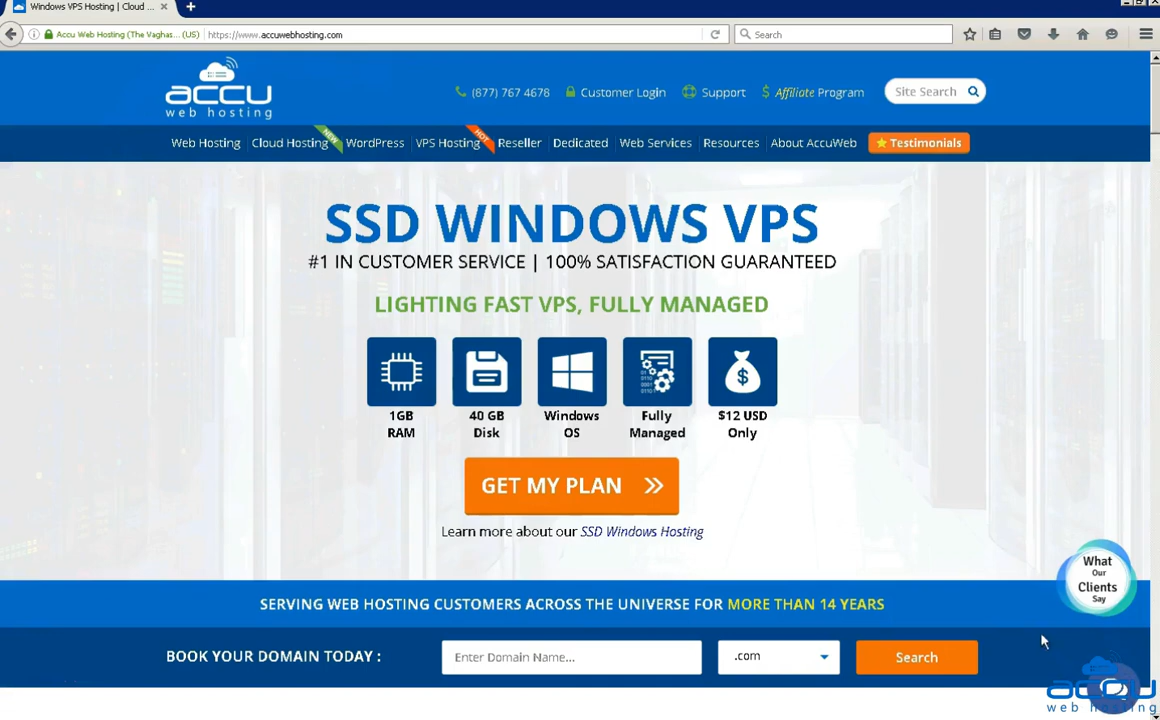 Windows VPS Hosting | Cloud ...
Accu Web Hosting (The Vaghas... (US)
https://www.accuwebhosting.com
Search
accu
web hosting
(877) 767 4678
Customer Login
Support
Affiliate Program
Site Search
NEW
HOT
Web Hosting
Cloud Hosting
WordPress
VPS Hosting
Reseller
Dedicated
Web Services
Resources
About AccuWeb
Testimonials
SSD WINDOWS VPS
#1 IN CUSTOMER SERVICE | 100% SATISFACTION GUARANTEED
LIGHTING FAST VPS, FULLY MANAGED
1GB
RAM
40 GB
Disk
Windows
OS
Fully
Managed
$12 USD
Only
GET MY PLAN
Learn more about our SSD Windows Hosting
What
Our
Clients
Say
SERVING WEB HOSTING CUSTOMERS ACROSS THE UNIVERSE FOR MORE THAN 14 YEARS
BOOK YOUR DOMAIN TODAY :
Enter Domain Name...
.com
Search
accu
web hosting